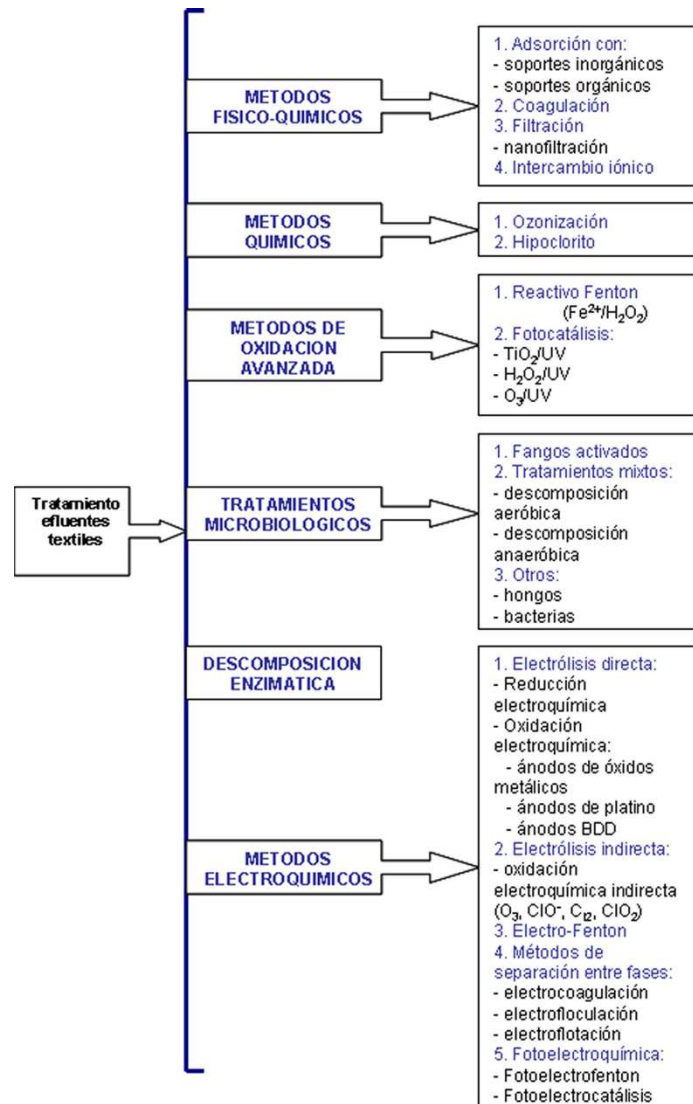 Tratamiento
efluentes
textiles
METODOS
FISICO-QUIMICOS
1. Adsorción con:
- soportes inorgánicos
- soportes orgánicos
2. Coagulación
3. Filtración
- nanofiltración
4. Intercambio iónico
METODOS
QUIMICOS
1. Ozonización
2. Hipoclorito
METODOS DE
OXIDACION
AVANZADA
1. Reactivo Fenton
(Fe²⁺/H₂O₂)
2. Fotocatálisis:
- TiO₂/UV
- H₂O₂/UV
- O₃/UV
TRATAMIENTOS
MICROBIOLOGICOS
1. Fangos activados
2. Tratamientos mixtos:
- descomposición
aeróbica
- descomposición
anaeróbica
3. Otros:
- hongos
- bacterias
DESCOMPOSICION
ENZIMATICA
METODOS
ELECTROQUIMICOS
1. Electrólisis directa:
- Reducción
electroquímica
- Oxidación
electroquímica:
- ánodos de óxidos
metálicos
- ánodos de platino
- ánodos BDD
2. Electrólisis indirecta:
- oxidación
electroquímica indirecta
(O₃, ClO⁻, C₁₂, ClO₂)
3. Electro-Fenton
4. Métodos de
separación entre fases:
- electrocoagulación
- electrofloculación
- electroflotación
5. Fotoelectroquímica:
- Fotoelectrofenton
- Fotoelectrocatálisis